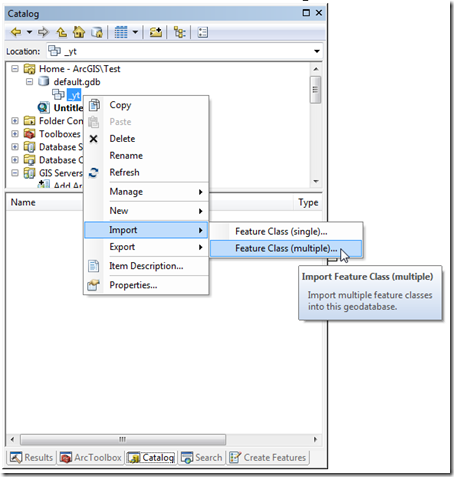 Catalog
Location: _yt
Home - ArcGIS\Test
default.gdb
_yt
Untitle
Folder Con
Toolboxes
Database S
Database C
GIS Servers
Add Ar
Copy
Paste
Delete
Rename
Refresh
Manage
New
Import
Export
Item Description...
Properties...
Name
Type
Feature Class (single)...
Feature Class (multiple)...
Import Feature Class (multiple)
Import multiple feature classes
into this geodatabase.
Results ArcToolbox Catalog Search Create Features